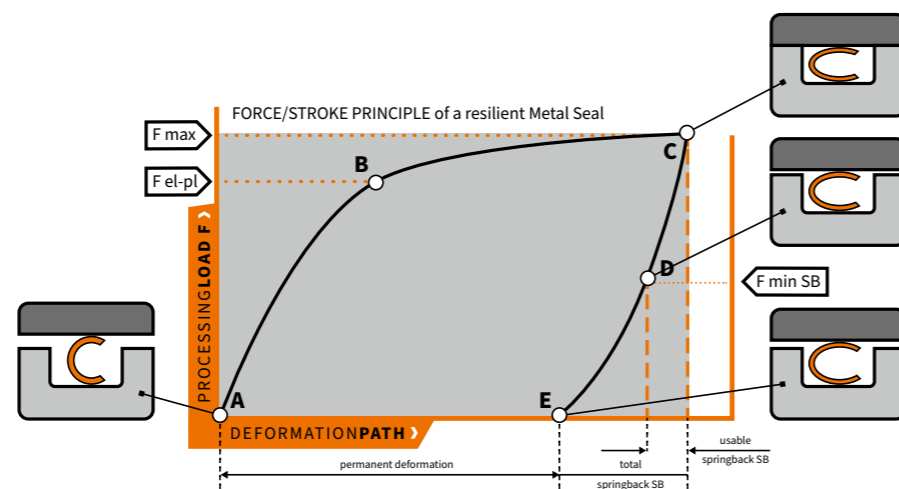 FORCE/STROKE PRINCIPLE of a resilient Metal Seal
F max
C
B
F el-pl
D
F min SB
PROCESSINGLOAD F ❯
A
E
DEFORMATIONPATH ❯
usable
permanent deformation
total
springback SB
springback SB